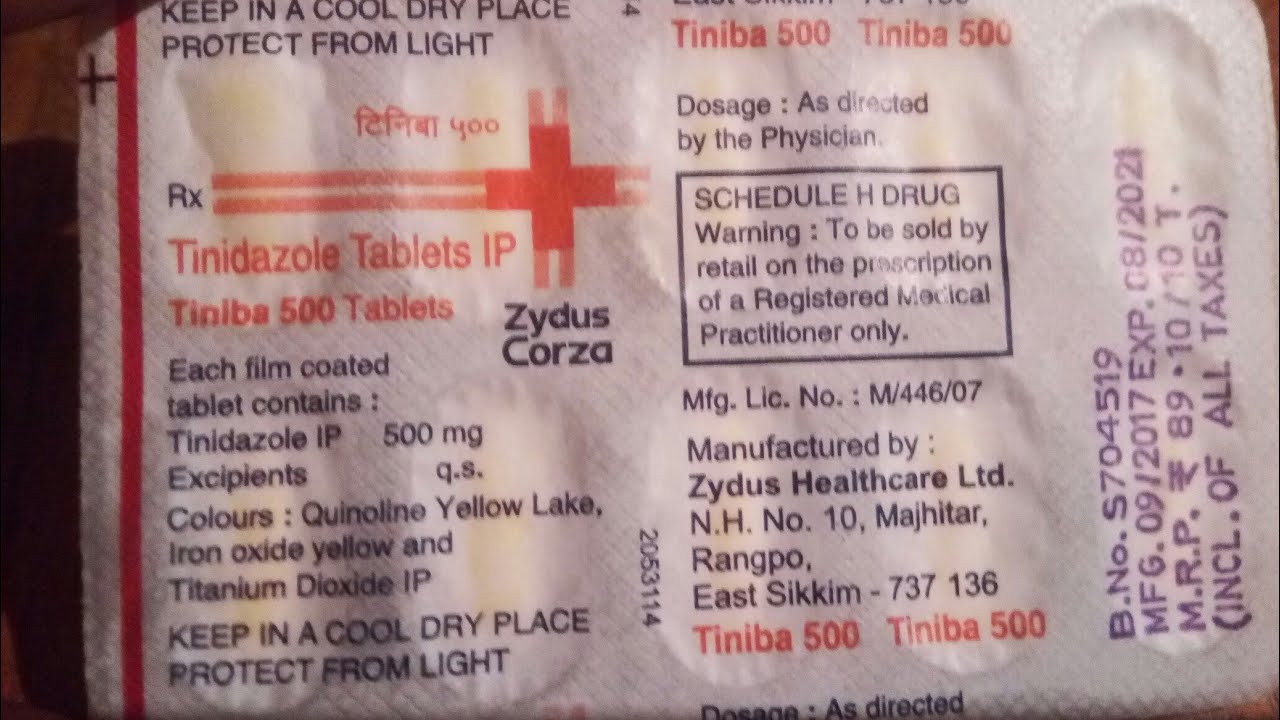 KEEP IN A COOL DRY PLACE
PROTECT FROM LIGHT
टिनिबा ५००
Rx
Tinidazole Tablets IP
Tiniba 500 Tablets
Zydus
Corza
Each film coated
tablet contains :
Tinidazole IP 500 mg
Excipients q.s.
Colours : Quinoline Yellow Lake,
Iron oxide yellow and
Titanium Dioxide IP
KEEP IN A COOL DRY PLACE
PROTECT FROM LIGHT
4
2053114
Tiniba 500 Tiniba 500
Dosage : As directed
by the Physician.
SCHEDULE H DRUG
Warning : To be sold by
retail on the prescription
of a Registered Medical
Practitioner only.
Mfg. Lic. No. : M/446/07
Manufactured by :
Zydus Healthcare Ltd.
N.H. No. 10, Majhitar,
Rangpo,
East Sikkim - 737 136
Tiniba 500 Tiniba 500
Dosage : As directed
B.No. S704519
MFG. 09/2017 EXP. 08/2021
M.R.P. ₹ 89.10/10 T.
(INCL. OF ALL TAXES)